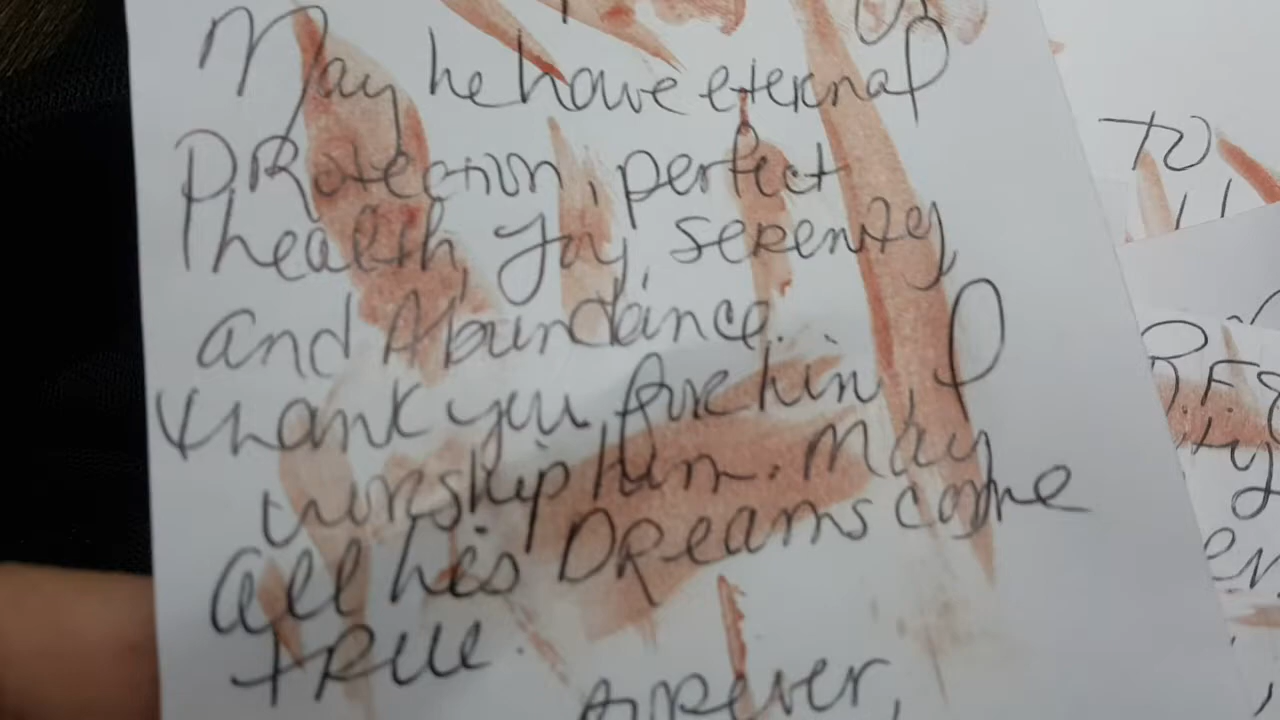 May he have eternal
PRotection, perfect
health, Joy, seRenity
and Abundance..
thank you for him, I
worship him. May
all his DReams come
tRue.
to